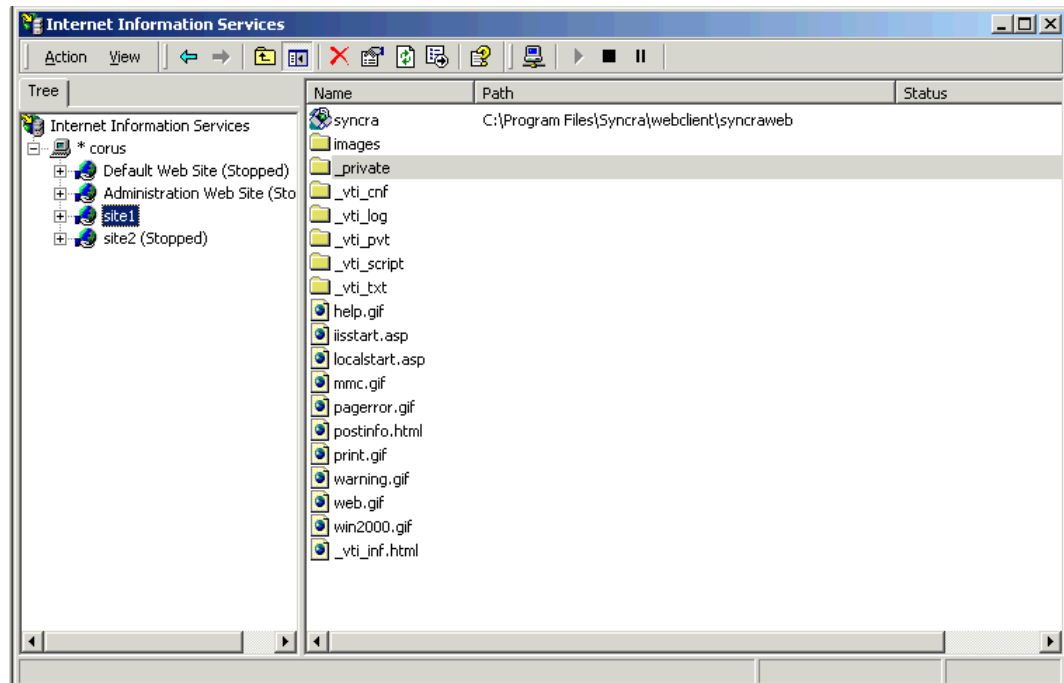 Internet Information Services
Action View
Tree
Name Path Status
Internet Information Services
* corus
Default Web Site (Stopped)
Administration Web Site (Sto
site1
site2 (Stopped)
syncra C:\Program Files\Syncra\webclient\syncraweb
images
_private
_vti_cnf
_vti_log
_vti_pvt
_vti_script
_vti_txt
help.gif
iisstart.asp
localstart.asp
mmc.gif
pagerror.gif
postinfo.html
print.gif
warning.gif
web.gif
win2000.gif
_vti_inf.html